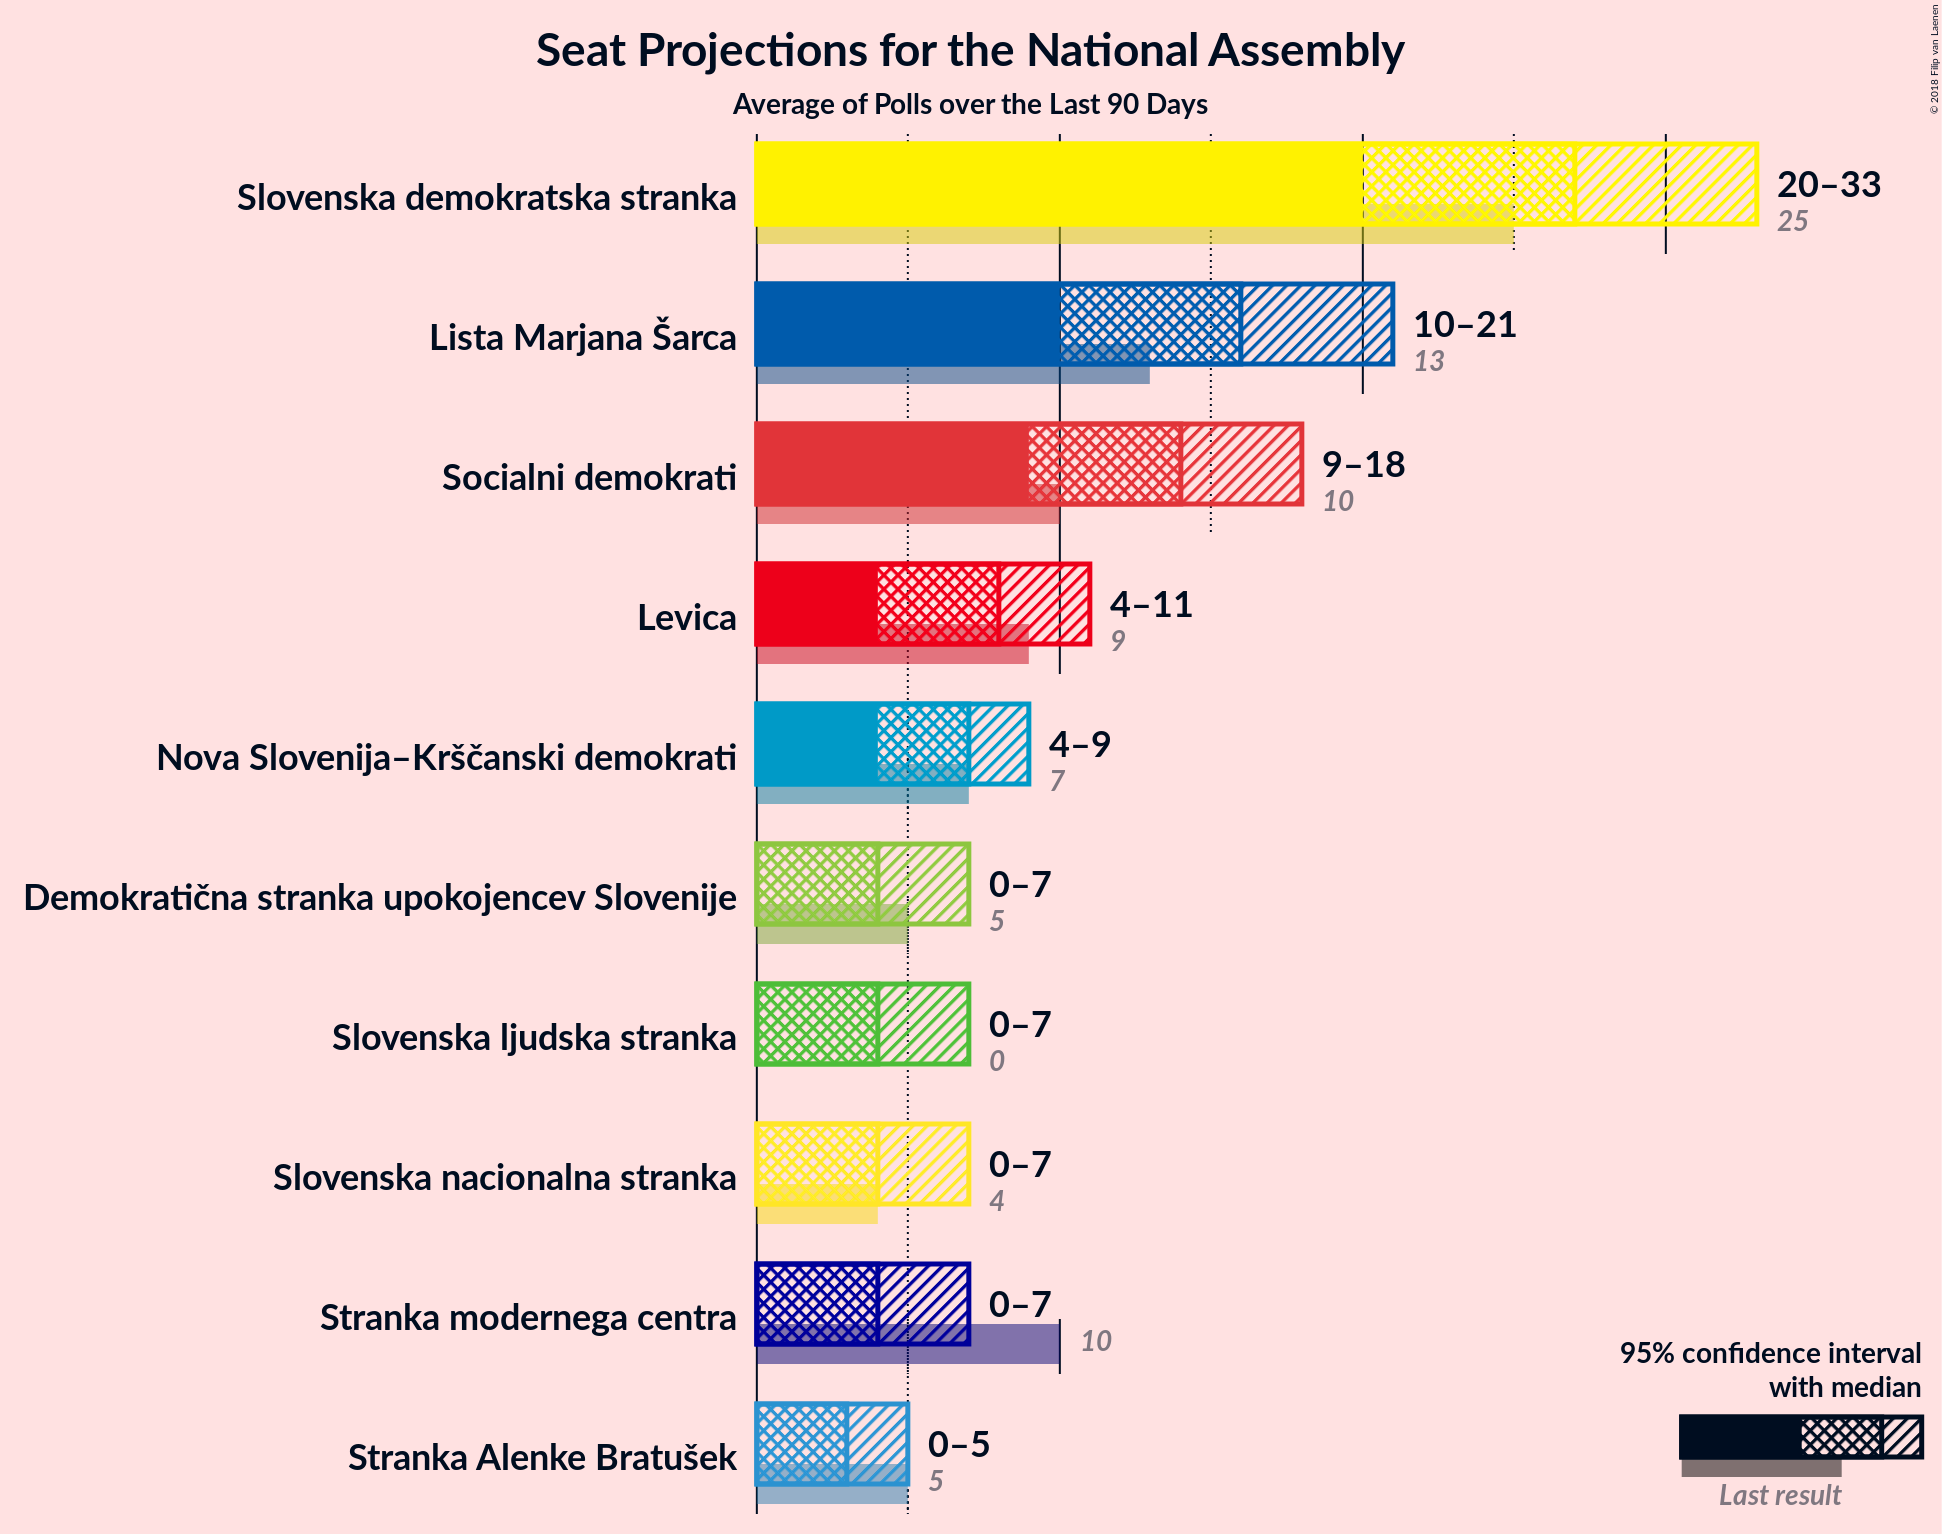 Seat Projections for the National Assembly
Average of Polls over the Last 90 Days
© 2018 Filip van Laenen
Slovenska demokratska stranka
20–33
25
Lista Marjana Šarca
10–21
13
Socialni demokrati
9–18
10
Levica
4–11
9
Nova Slovenija–Krščanski demokrati
4–9
7
Demokratična stranka upokojencev Slovenije
0–7
5
Slovenska ljudska stranka
0–7
0
Slovenska nacionalna stranka
0–7
4
Stranka modernega centra
0–7
10
Stranka Alenke Bratušek
0–5
5
95% confidence interval
with median
Last result